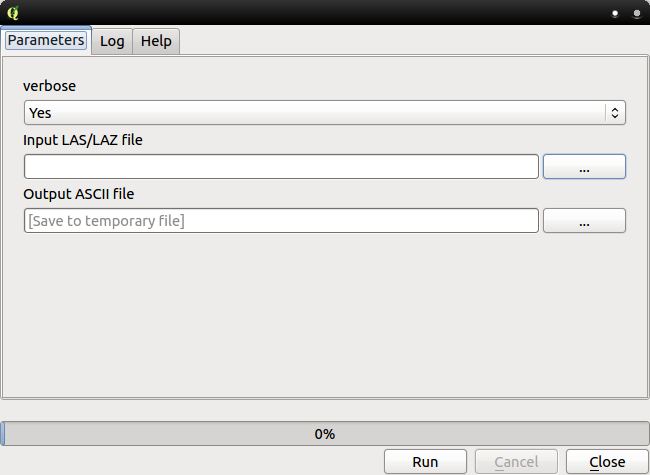 Parameters Log Help
verbose
Yes
Input LAS/LAZ file
...
Output ASCII file
[Save to temporary file] ...
0%
Run Cancel Close